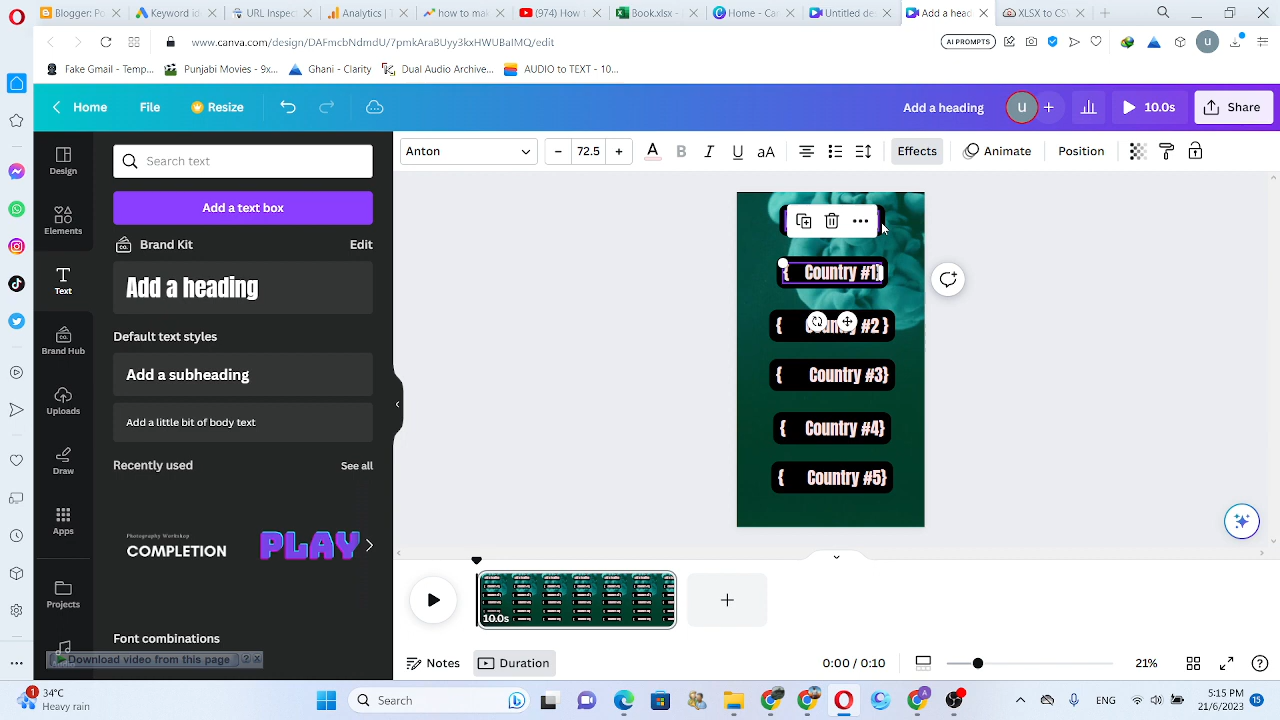 Blogger P
Keyword
URL Inspec
Analytics
how to m
(974) How
Book.xlsx -
Home - Ca
Untitled de
Add a head
XLSX to CSV
www.canva.com/design/DAFmcbNdmdU/
AI PROMPTS
u
Fake Gmail - Temp...
Punjabi Movies - 9x...
Ghani - Clarity
Dual Audio Archive...
AUDIO to TEXT - 10...
Home
File
Resize
Add a heading
U
+
10.0s
Share
Design
Elements
Text
Brand Hub
Uploads
Draw
Apps
Projects
Search text
Add a text box
Brand Kit
Edit
Add a heading
Default text styles
Add a subheading
Add a little bit of body text
Recently used
See all
Photography Workshop
COMPLETION
PLAY
Font combinations
Download video from this page
Anton
- 72.5 +
A B I U aA
Effects
Animate
Position
{ Country #1}
{ Country #2 }
{ Country #3}
{ Country #4}
{ Country #5}
10.0s
+
Notes
Duration
0:00 / 0:10
21%
1
34°C
Heavy rain
Search
ENG
5:15 PM
21/6/2023
15